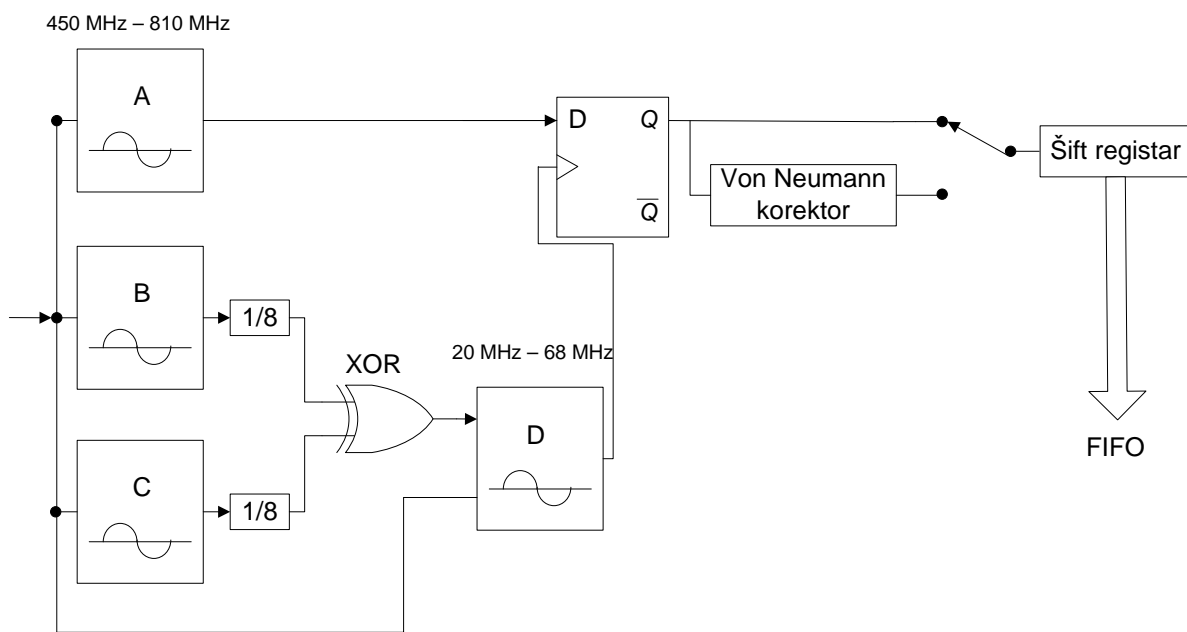 450 MHz – 810 MHz
A
D
Q
Q
Von Neumann
korektor
Šift registar
B
1/8
XOR
20 MHz – 68 MHz
D
C
1/8
FIFO